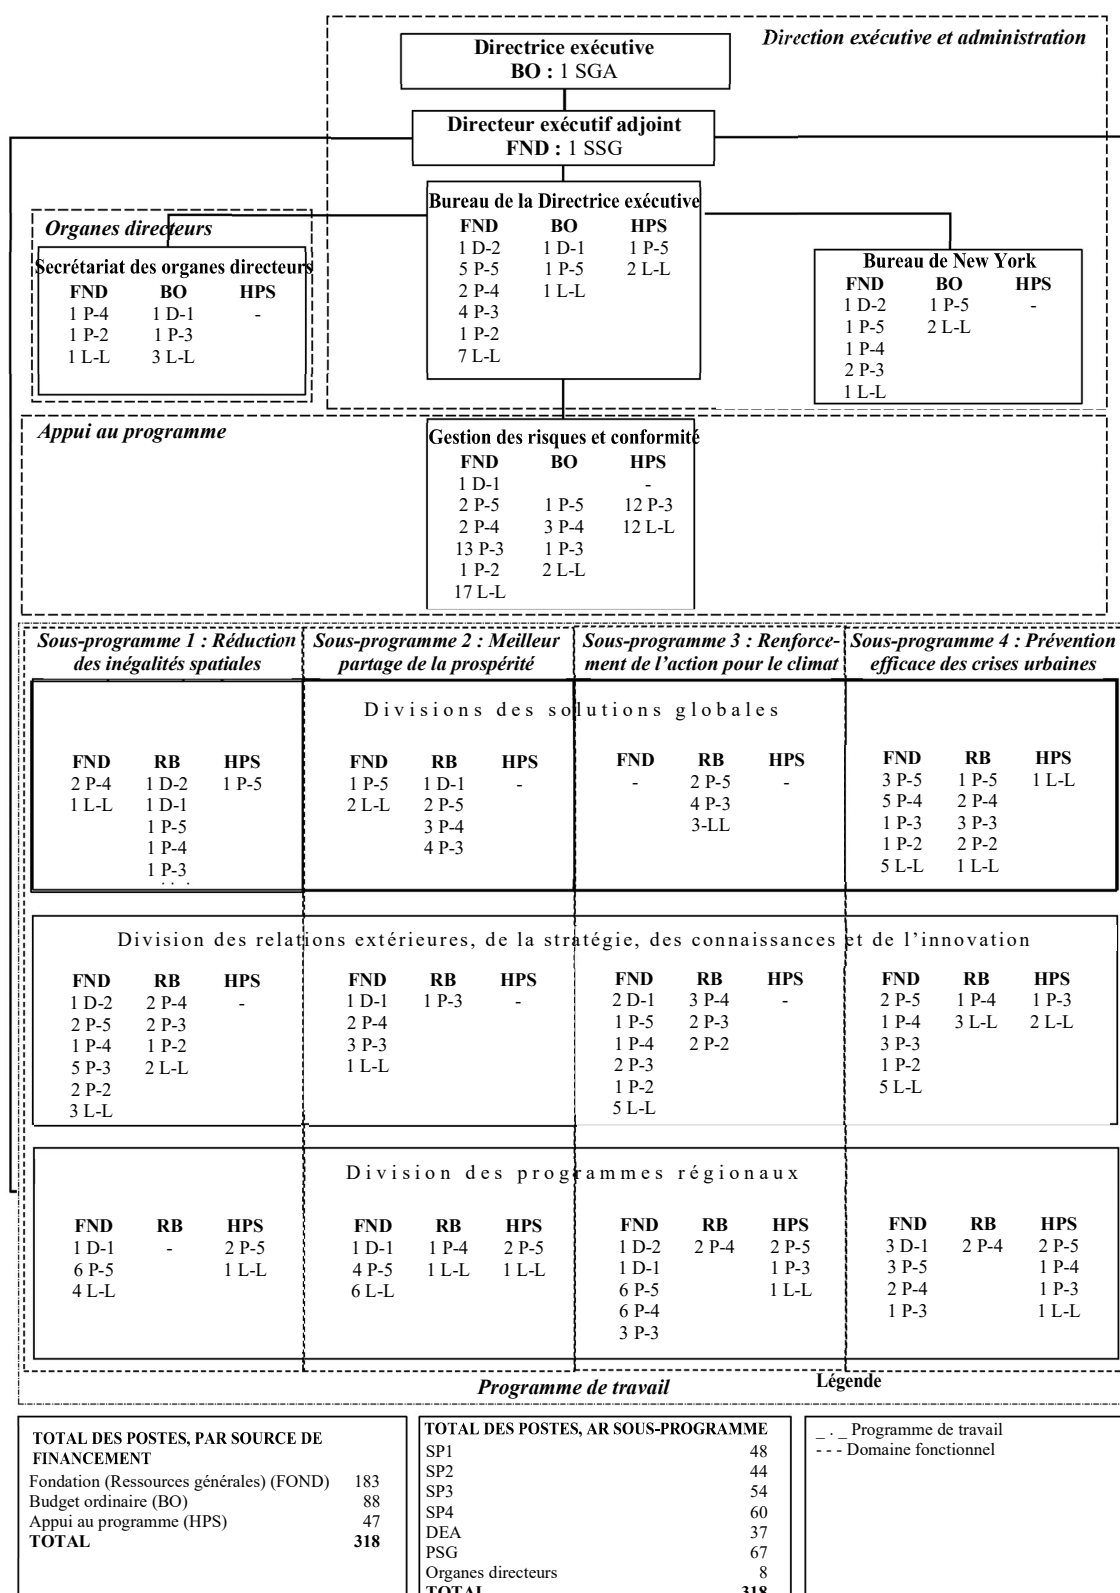 Direction exécutive et administration
Directrice exécutive
BO : 1 SGA
Directeur exécutif adjoint
FND : 1 SSG
Bureau de la Directrice exécutive
FND BO HPS
1 D-2 1 D-1 1 P-5
5 P-5 1 P-5 2 L-L
2 P-4 1 L-L
4 P-3
1 P-2
7 L-L
Organes directeurs
Secrétariat des organes directeurs
FND BO HPS
1 P-4 1 D-1 -
1 P-2 1 P-3
1 L-L 3 L-L
Bureau de New York
FND BO HPS
1 D-2 1 P-5 -
1 P-5 2 L-L
1 P-4
2 P-3
1 L-L
Appui au programme
Gestion des risques et conformité
FND BO HPS
1 D-1 -
2 P-5 1 P-5 12 P-3
2 P-4 3 P-4 12 L-L
13 P-3 1 P-3
1 P-2 2 L-L
17 L-L
Sous-programme 1 : Réduction
des inégalités spatiales
Sous-programme 2 : Meilleur
partage de la prospérité
Sous-programme 3 : Renforce-
ment de l'action pour le climat
Sous-programme 4 : Prévention
efficace des crises urbaines
Divisions des solutions globales
FND RB HPS
2 P-4 1 D-2 1 P-5
1 L-L 1 D-1
1 P-5
1 P-4
1 P-3
FND RB HPS
1 P-5 1 D-1 -
2 L-L 2 P-5
3 P-4
4 P-3
FND RB HPS
- 2 P-5 -
4 P-3
3-LL
FND RB HPS
3 P-5 1 P-5 1 L-L
5 P-4 2 P-4
1 P-3 3 P-3
1 P-2 2 P-2
5 L-L 1 L-L
Division des relations extérieures, de la stratégie, des connaissances et de l'innovation
FND RB HPS
1 D-2 2 P-4 -
2 P-5 2 P-3
1 P-4 1 P-2
5 P-3 2 L-L
2 P-2
3 L-L
FND RB HPS
1 D-1 1 P-3 -
2 P-4
3 P-3
1 L-L
FND RB HPS
2 D-1 3 P-4 -
1 P-5 2 P-3
1 P-4 2 P-2
2 P-3
1 P-2
5 L-L
FND RB HPS
2 P-5 1 P-4 1 P-3
1 P-4 3 L-L 2 L-L
3 P-3
1 P-2
5 L-L
Division des programmes régionaux
FND RB HPS
1 D-1 - 2 P-5
6 P-5 1 L-L
4 L-L
FND RB HPS
1 D-1 1 P-4 2 P-5
4 P-5 1 L-L 1 L-L
6 L-L
FND RB HPS
1 D-2 2 P-4 2 P-5
1 D-1 1 P-3
6 P-5 1 L-L
6 P-4
3 P-3
FND RB HPS
3 D-1 2 P-4 2 P-5
3 P-5 1 P-4
2 P-4 1 P-3
1 P-3 1 L-L
Programme de travail
Légende
TOTAL DES POSTES, PAR SOURCE DE
FINANCEMENT
Fondation (Ressources générales) (FOND) 183
Budget ordinaire (BO) 88
Appui au programme (HPS) 47
TOTAL 318
TOTAL DES POSTES, AR SOUS-PROGRAMME
SP1 48
SP2 44
SP3 54
SP4 60
DEA 37
PSG 67
Organes directeurs 8
TOTAL 318
_ . _ Programme de travail
- - - Domaine fonctionnel